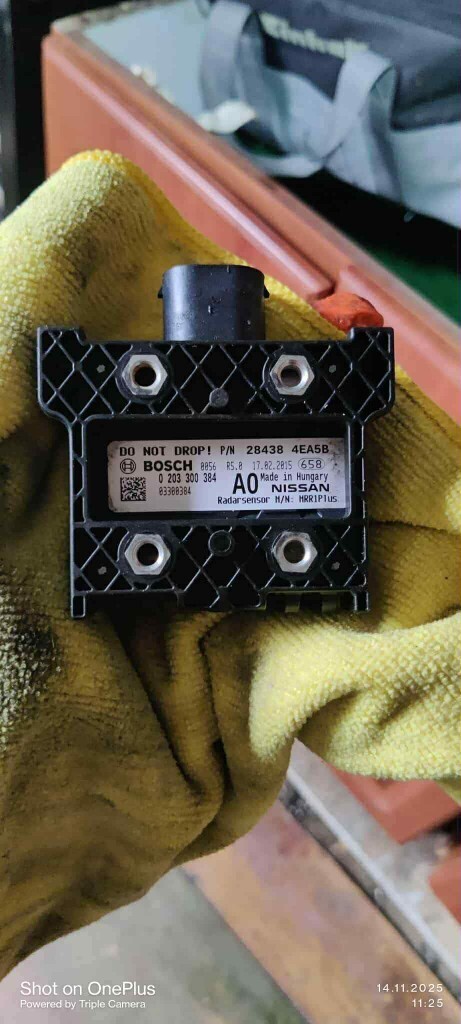 Einhell
DO NOT DROP! P/N 28438 4EA5B
BOSCH 0056 R5.0 17.02.2015 658
0 203 300 384 A0 Made in Hungary
03300384 NISSAN
Radarsensor M/N: MRR1Plus
Shot on OnePlus
Powered by Triple Camera
14.11.2025
11:25